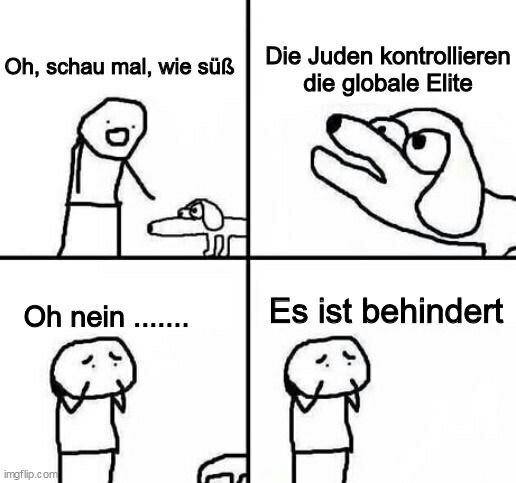 Oh, schau mal, wie süß
Die Juden kontrollieren
die globale Elite
Oh nein .......
Es ist behindert
imgflip.com